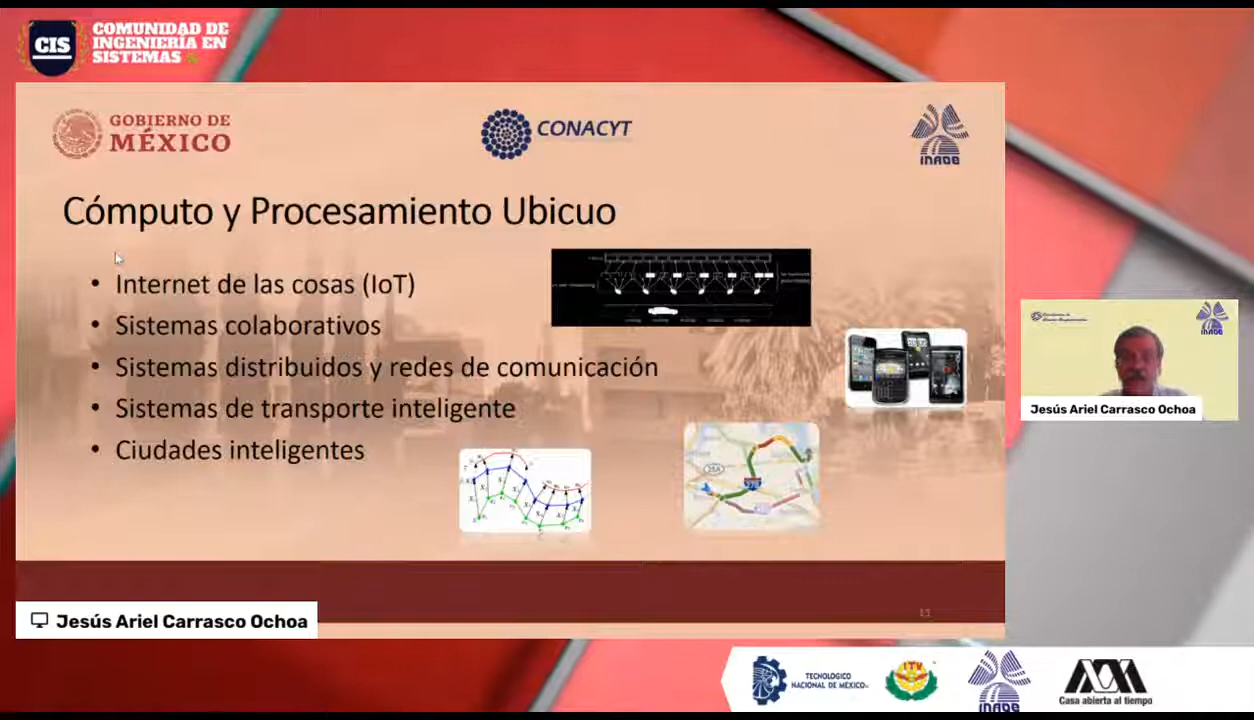 CIS
COMUNIDAD DE
INGENIERÍA EN
SISTEMAS
GOBIERNO DE
MÉXICO
CONACYT
INAOE
Cómputo y Procesamiento Ubicuo
• Internet de las cosas (IoT)
• Sistemas colaborativos
• Sistemas distribuidos y redes de comunicación
• Sistemas de transporte inteligente
• Ciudades inteligentes
INAOE
Jesús Ariel Carrasco Ochoa
Jesús Ariel Carrasco Ochoa
TECNOLÓGICO
NACIONAL DE MÉXICO
ITV
INAOE
Casa abierta al tiempo